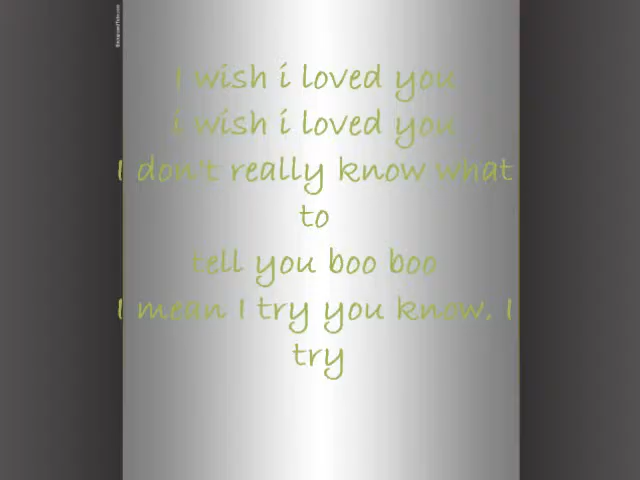 I wish i loved you
i wish i loved you
I don't really know what
to
tell you boo boo
I mean I try you know. I
try